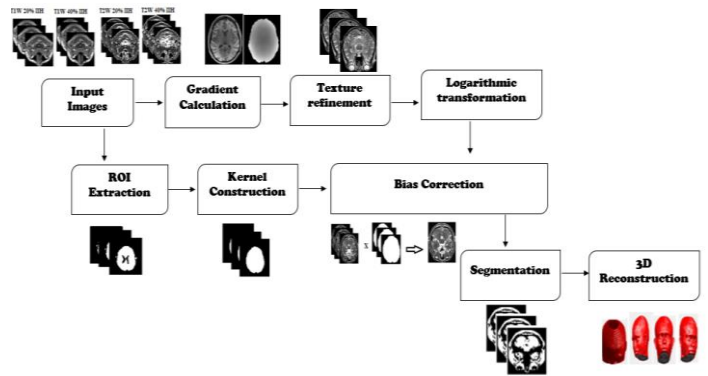 T1W 20% IIH T1W 40% IIH T2W 20% IIH T2W 40% IIH
Input
Images
Gradient
Calculation
Texture
refinement
Logarithmic
transformation
ROI
Extraction
Kernel
Construction
Bias Correction
X
Segmentation
3D
Reconstruction